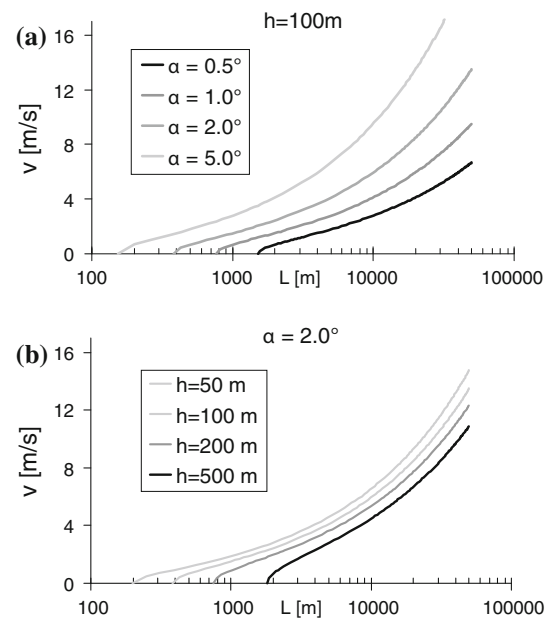 (a)
h=100m
16
12
8
4
0
v [m/s]
α = 0.5°
α = 1.0°
α = 2.0°
α = 5.0°
100 1000 L [m] 10000 100000
(b)
α = 2.0°
16
12
8
4
0
v [m/s]
h=50 m
h=100 m
h=200 m
h=500 m
100 1000 L [m] 10000 100000